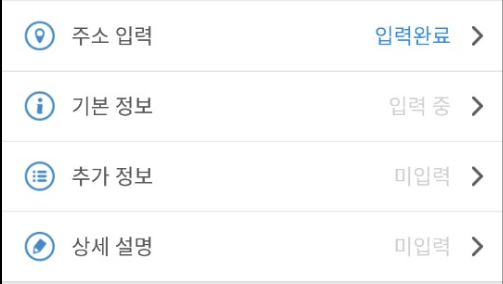 주소 입력 입력완료
기본 정보 입력 중
추가 정보 미입력
상세 설명 미입력